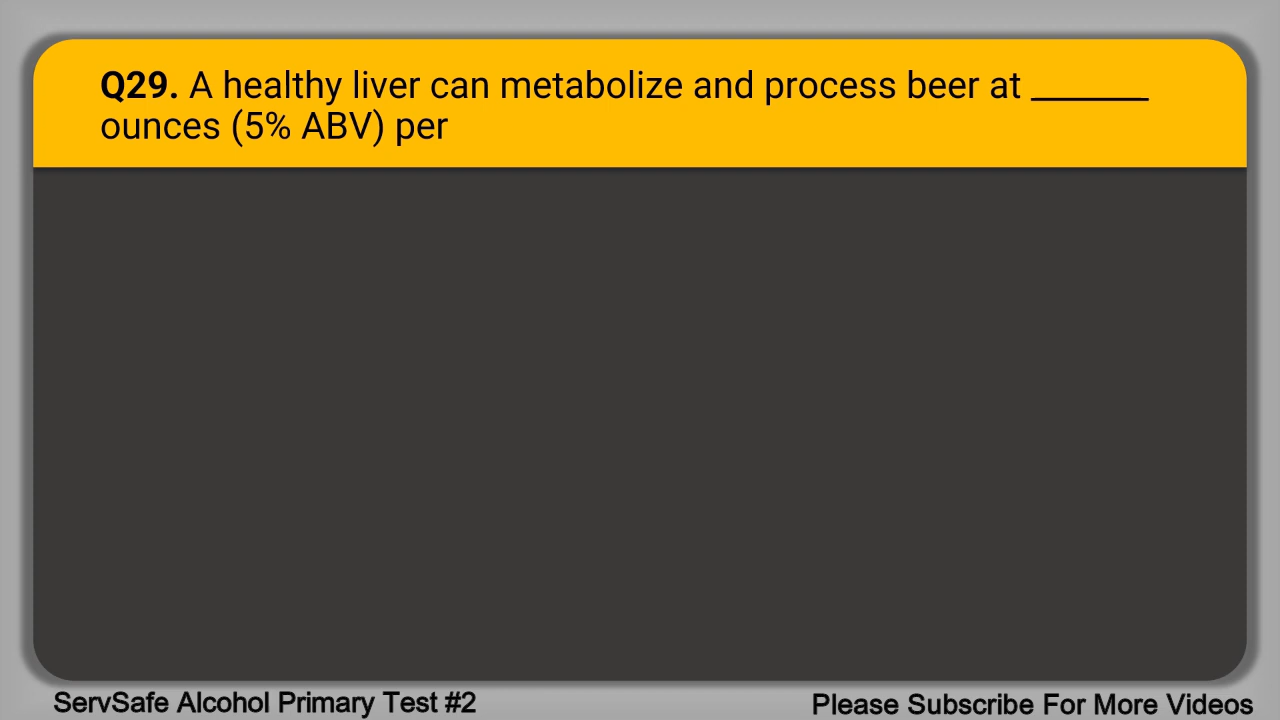 Q29. A healthy liver can metabolize and process beer at _______
ounces (5% ABV) per
ServSafe Alcohol Primary Test #2
Please Subscribe For More Videos